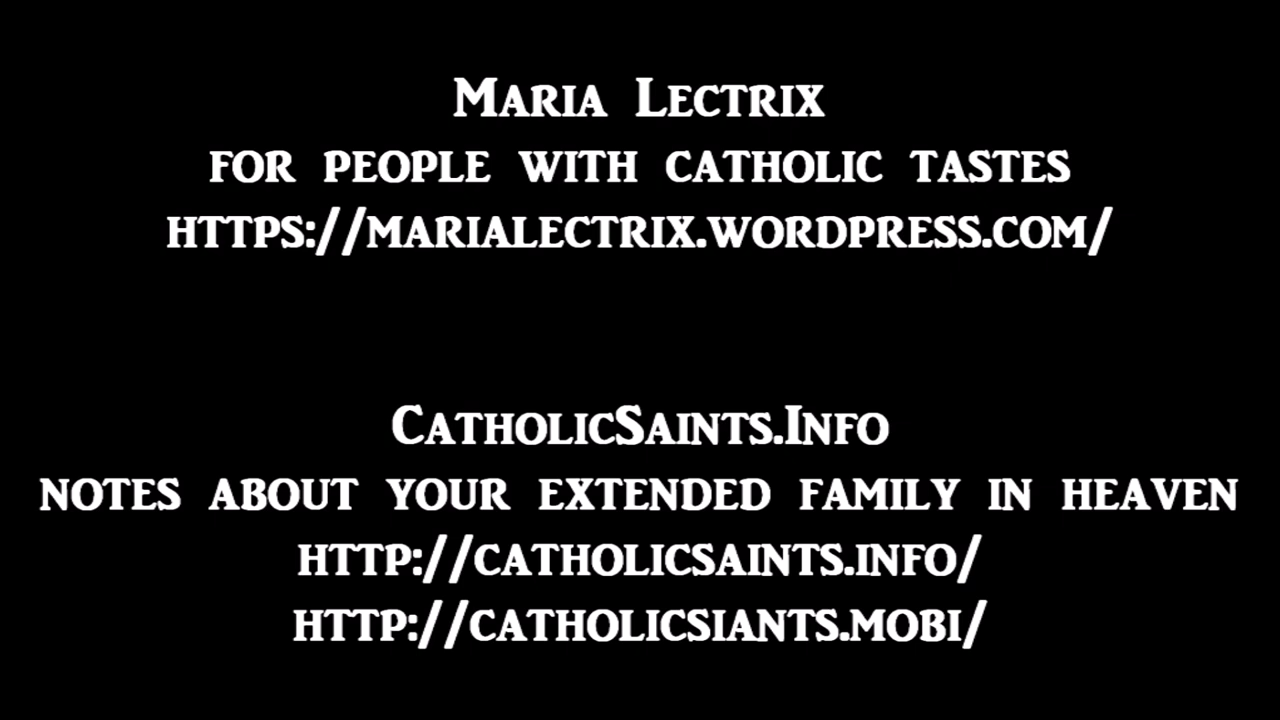 Maria Lectrix
for people with catholic tastes
https://marialectrix.wordpress.com/
CatholicSaints.Info
notes about your extended family in heaven
http://catholicsaints.info/
http://catholicsiants.mobi/